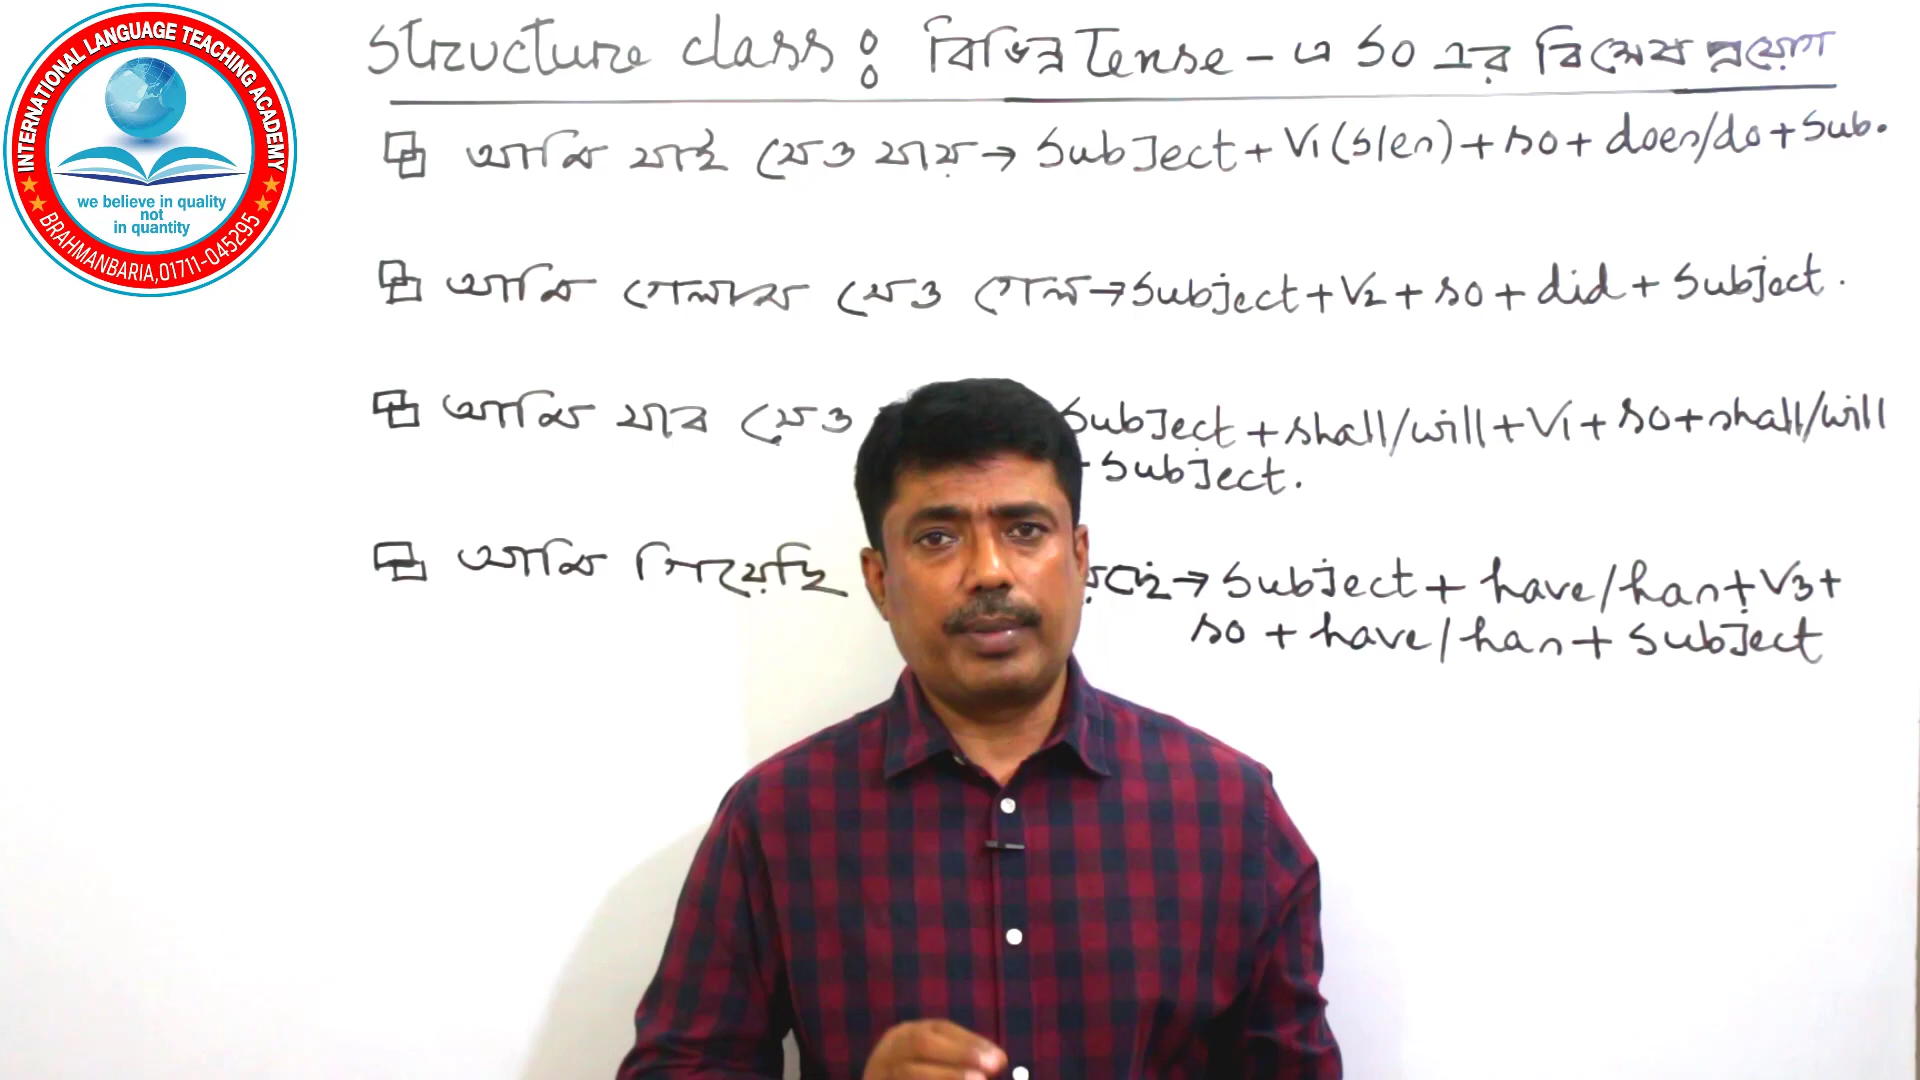 INTERNATIONAL LANGUAGE TEACHING ACADEMY
we believe in quality
not
in quantity
BRAHMANBARIA,01711-045295
Structure class: বিভিন্ন Tense - এ SO এর বিশেষ প্রয়োগ
আমি যাই সেও যায় → Subject + V1 (s/es) + so + does/do + Sub.
আমি গেলাম সেও গেল → Subject + V2 + so + did + Subject.
আমি যাব সেও Subject + shall/will + V1 + so + shall/will
+ Subject.
আমি গিয়েছি → Subject + have/has + V3 +
so + have/has + Subject